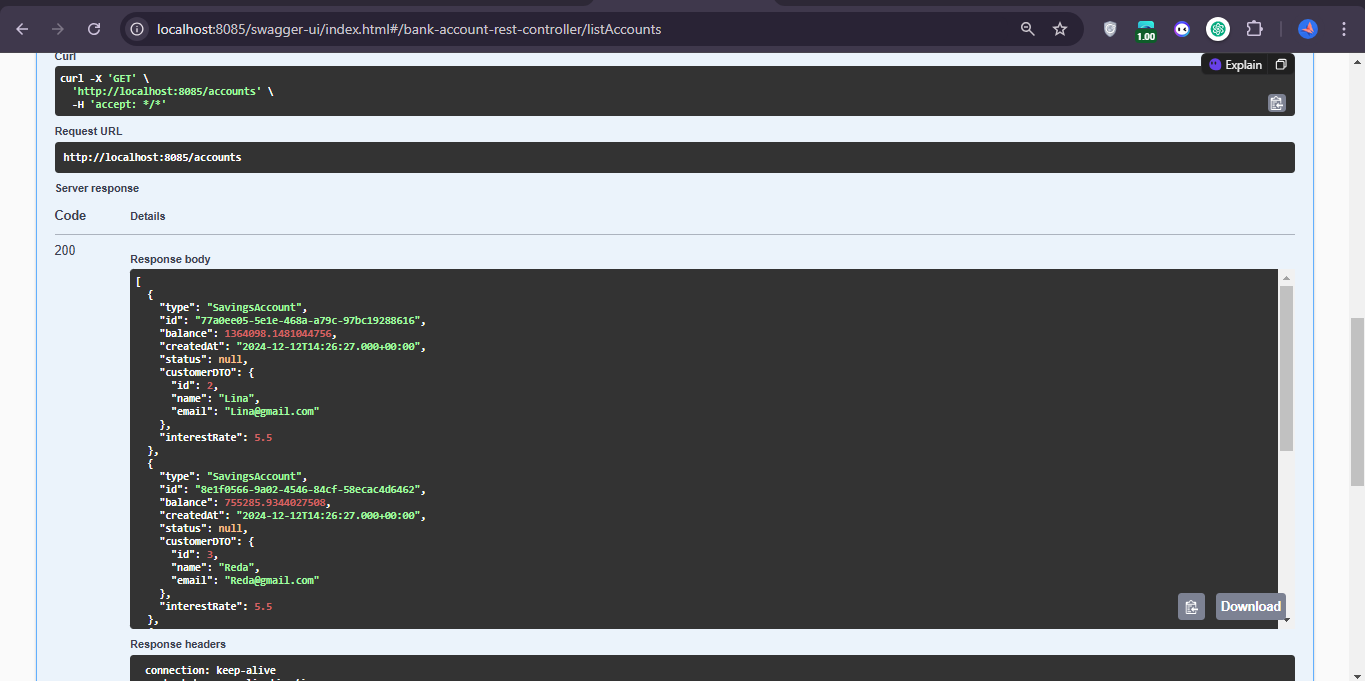 localhost:8085/swagger-ui/index.html#/bank-account-rest-controller/listAccounts
1.00
Curl
Explain
curl -X 'GET' \
  'http://localhost:8085/accounts' \
  -H 'accept: */*'
Request URL
http://localhost:8085/accounts
Server response
Code Details
200
Response body
[
  {
    "type": "SavingsAccount",
    "id": "77a0ee05-5e1e-468a-a79c-97bc19288616",
    "balance": 1364098.1481044756,
    "createdAt": "2024-12-12T14:26:27.000+00:00",
    "status": null,
    "customerDTO": {
      "id": 2,
      "name": "Lina",
      "email": "Lina@gmail.com"
    },
    "interestRate": 5.5
  },
  {
    "type": "SavingsAccount",
    "id": "8e1f0566-9a02-4546-84cf-58ecac4d6462",
    "balance": 755285.9344027508,
    "createdAt": "2024-12-12T14:26:27.000+00:00",
    "status": null,
    "customerDTO": {
      "id": 3,
      "name": "Reda",
      "email": "Reda@gmail.com"
    },
    "interestRate": 5.5
  },
Download
Response headers
connection: keep-alive